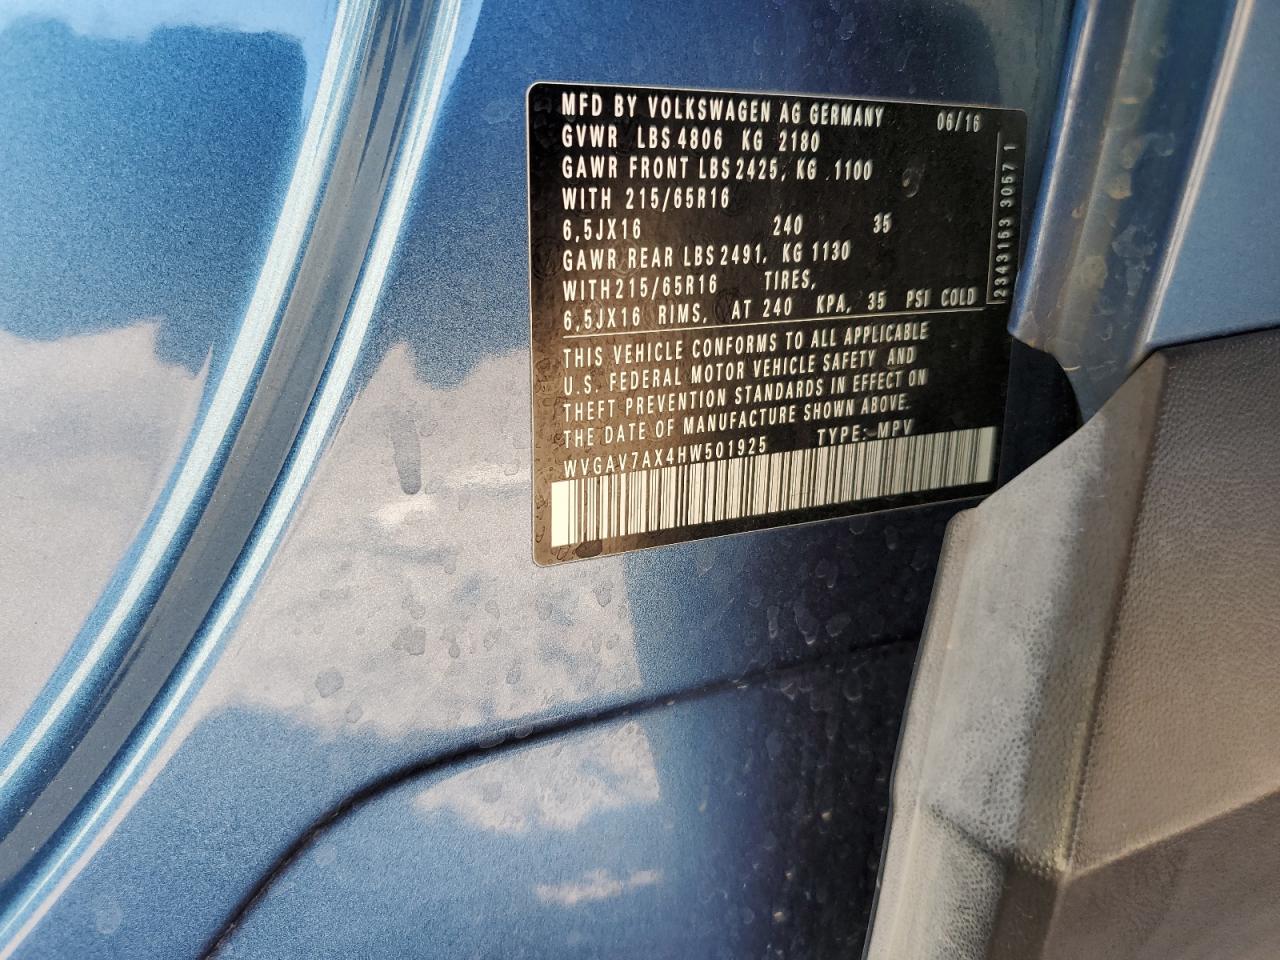 MFD BY VOLKSWAGEN AG GERMANY 06/16
GVWR LBS 4806 KG 2180
GAWR FRONT LBS 2425, KG 1100
WITH 215/65R16
6,5JX16 240 35
GAWR REAR LBS 2491, KG 1130
WITH 215/65R16 TIRES,
6,5JX16 RIMS, AT 240 KPA, 35 PSI COLD
THIS VEHICLE CONFORMS TO ALL APPLICABLE
U.S. FEDERAL MOTOR VEHICLE SAFETY AND
THEFT PREVENTION STANDARDS IN EFFECT ON
THE DATE OF MANUFACTURE SHOWN ABOVE.
WVGAV7AX4HW501925 TYPE: MPV
2343153 3057 1